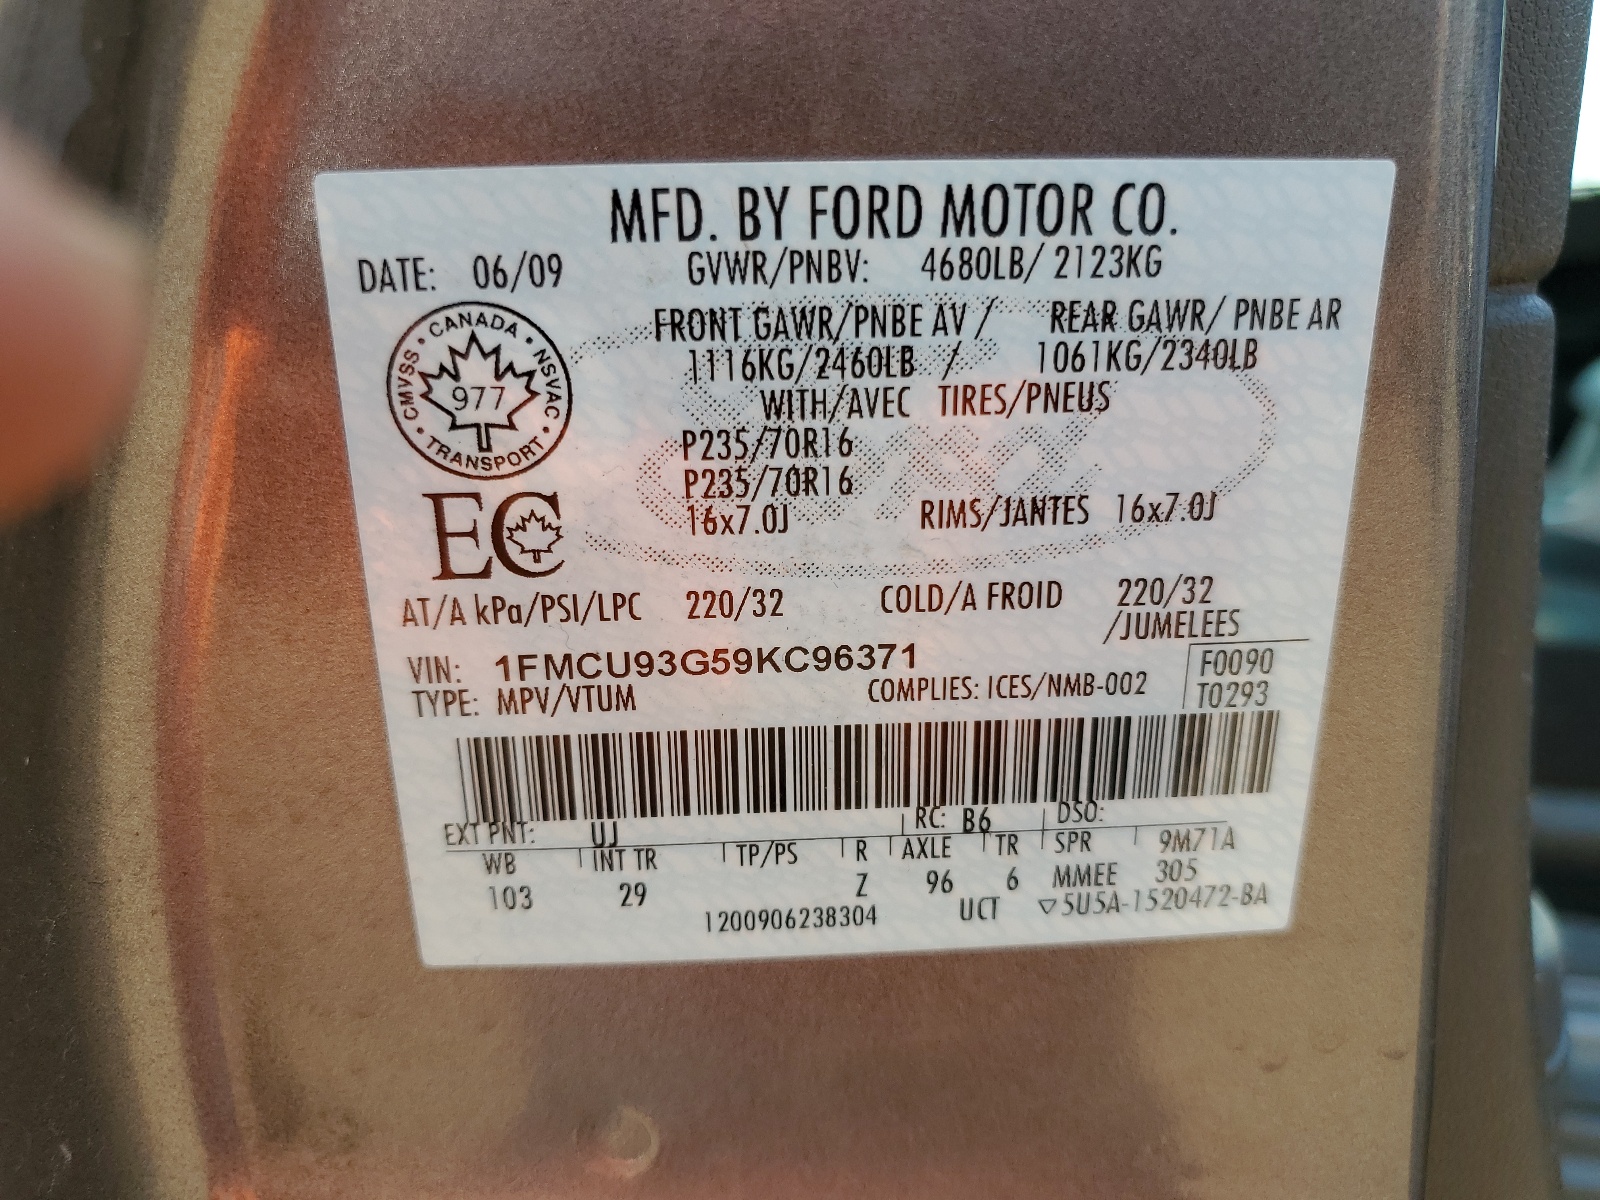 MFD. BY FORD MOTOR CO.
DATE: 06/09 GVWR/PNBV: 4680LB/ 2123KG
CANADA · NSVAC · TRANSPORT · CMVSS ·
977
EC
FRONT GAWR/PNBE AV / REAR GAWR/ PNBE AR
1116KG/2460LB / 1061KG/2340LB
WITH/AVEC TIRES/PNEUS
P235/70R16
P235/70R16
16x7.0J RIMS/JANTES 16x7.0J
AT/A kPa/PSI/LPC 220/32 COLD/A FROID 220/32
/JUMELEES
VIN: 1FMCU93G59KC96371 F0090
TYPE: MPV/VTUM COMPLIES: ICES/NMB-002 T0293
EXT PNT: UJ RC: B6 DSO:
WB INT TR TP/PS R AXLE TR SPR 9M71A
103 29 Z 96 6 MMEE 305
1200906238304 UCT ▽5U5A-1520472-BA